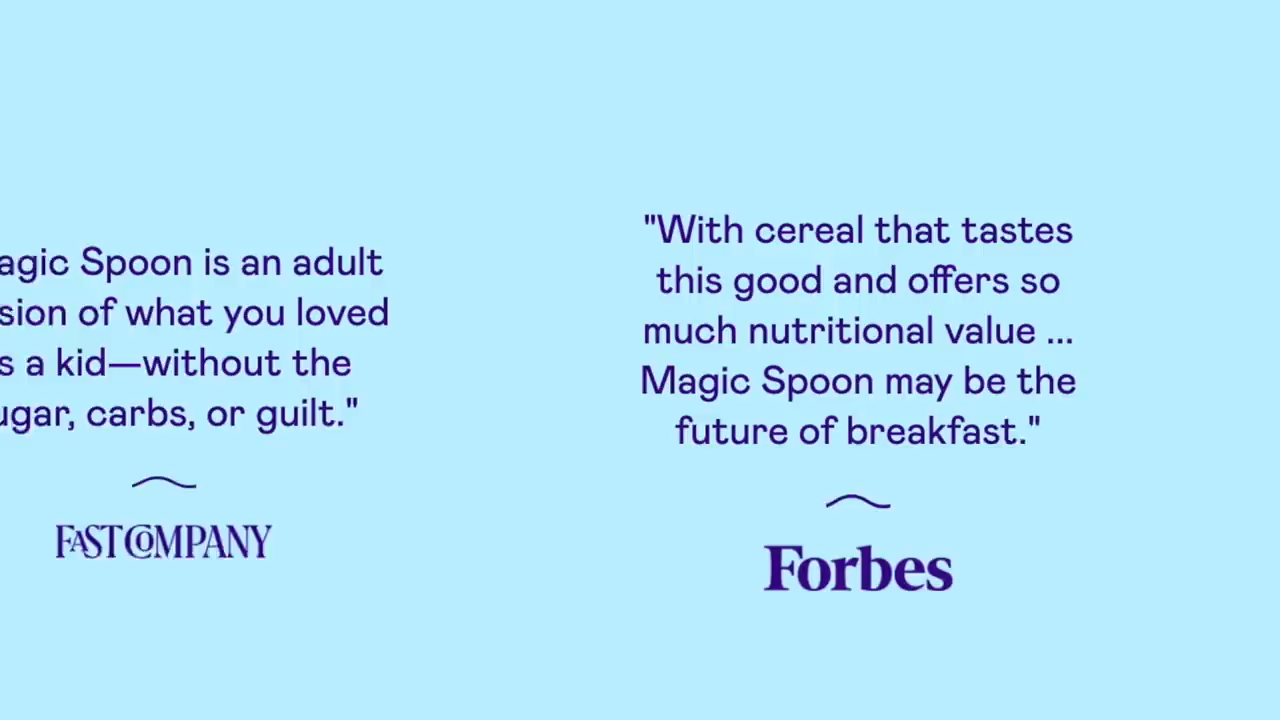 agic Spoon is an adult
sion of what you loved
s a kid—without the
ugar, carbs, or guilt."
FAST COMPANY
"With cereal that tastes
this good and offers so
much nutritional value ...
Magic Spoon may be the
future of breakfast."
Forbes